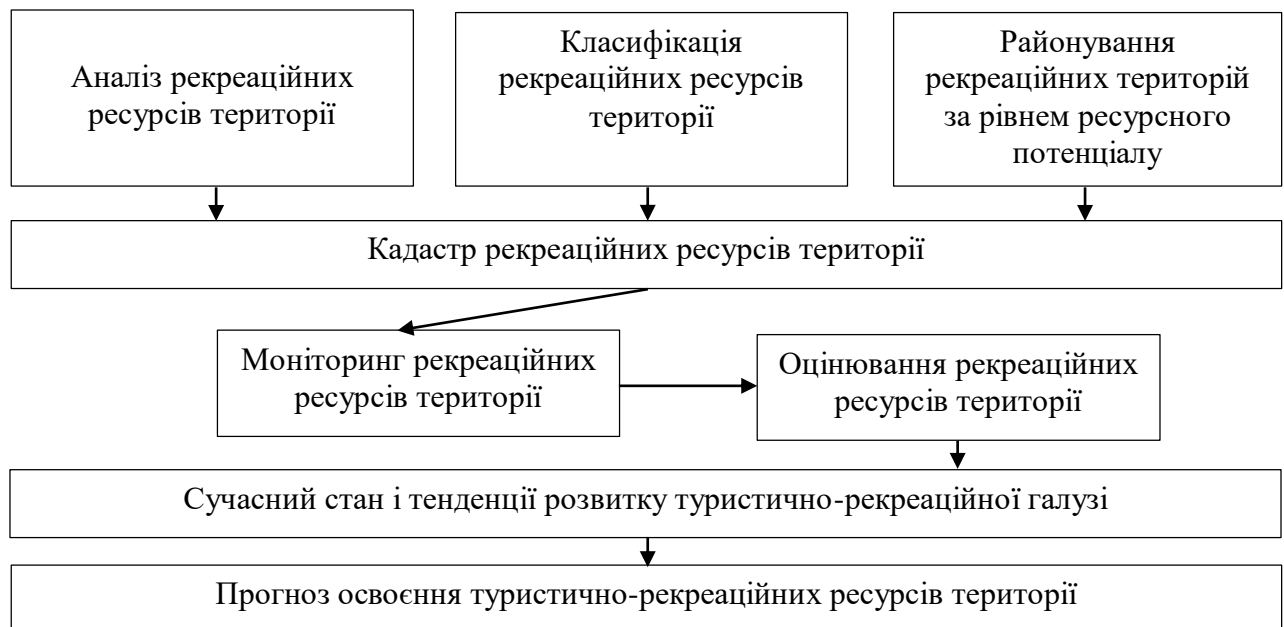 Аналіз рекреаційних
ресурсів території
Класифікація
рекреаційних ресурсів
території
Районування
рекреаційних територій
за рівнем ресурсного
потенціалу
Кадастр рекреаційних ресурсів території
Моніторинг рекреаційних
ресурсів території
Оцінювання рекреаційних
ресурсів території
Сучасний стан і тенденції розвитку туристично-рекреаційної галузі
Прогноз освоєння туристично-рекреаційних ресурсів території